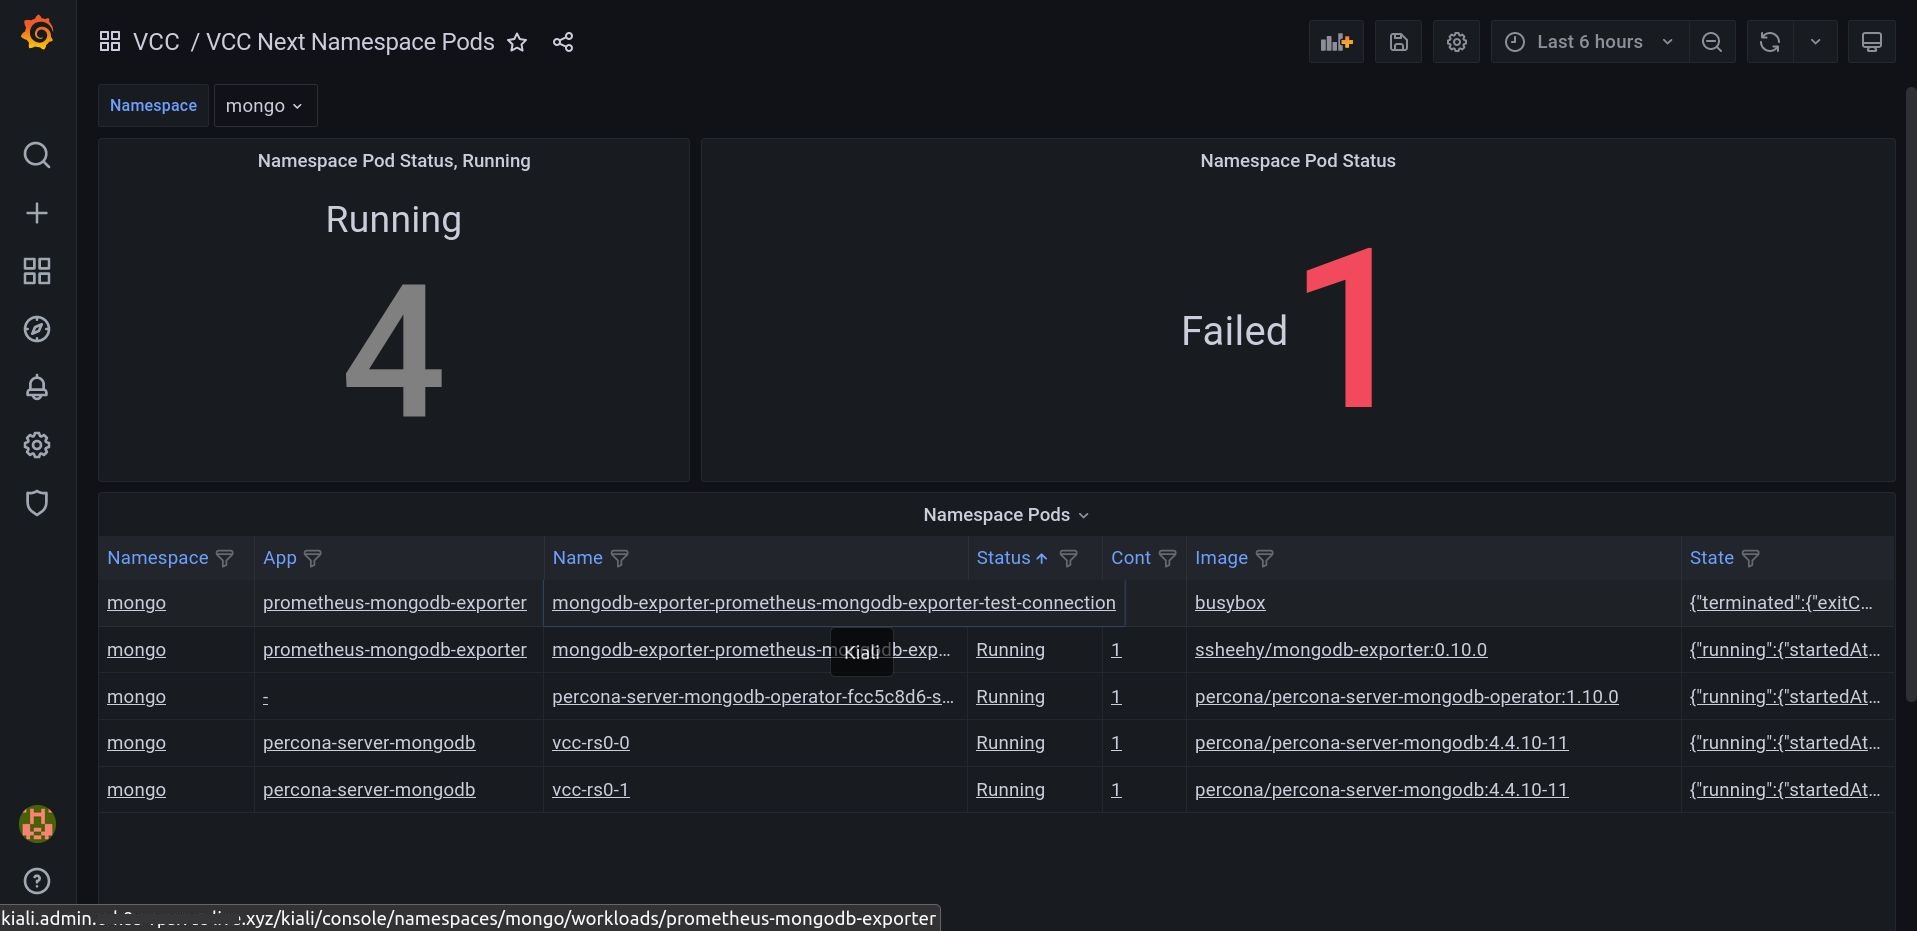 VCC / VCC Next Namespace Pods
Last 6 hours
Namespace mongo
Namespace Pod Status, Running
Running
4
Namespace Pod Status
Failed 1
Namespace Pods
Namespace App Name Status Cont Image State
mongo prometheus-mongodb-exporter mongodb-exporter-prometheus-mongodb-exporter-test-connection busybox {"terminated":{"exitC…
mongo prometheus-mongodb-exporter mongodb-exporter-prometheus-mongodb-exp… Running 1 ssheehy/mongodb-exporter:0.10.0 {"running":{"startedAt…
Kiali
mongo - percona-server-mongodb-operator-fcc5c8d6-s… Running 1 percona/percona-server-mongodb-operator:1.10.0 {"running":{"startedAt…
mongo percona-server-mongodb vcc-rs0-0 Running 1 percona/percona-server-mongodb:4.4.10-11 {"running":{"startedAt…
mongo percona-server-mongodb vcc-rs0-1 Running 1 percona/percona-server-mongodb:4.4.10-11 {"running":{"startedAt…
kiali.admin. .xyz/kiali/console/namespaces/mongo/workloads/prometheus-mongodb-exporter